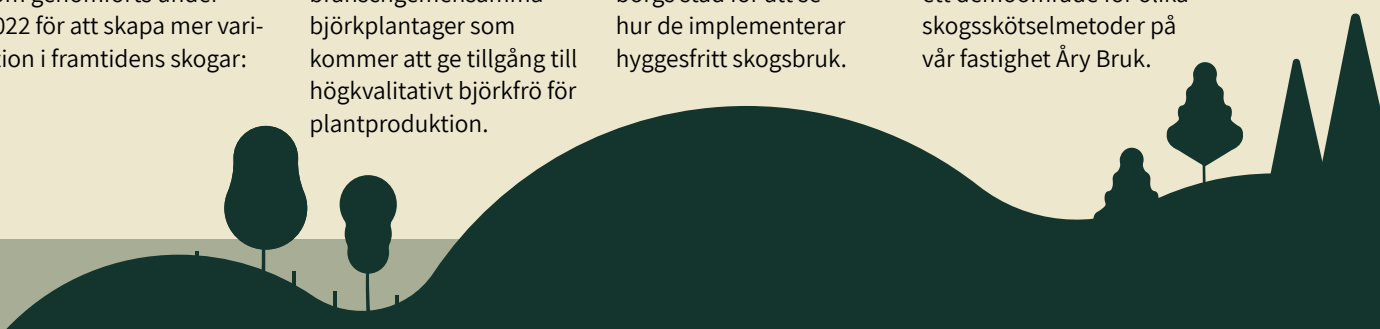 022 för att skapa mer vari-
i framtidens skogar:
björkplantager som
kommer att ge tillgång till
högkvalitativt björkfrö för
plantproduktion.
hur de implementerar
hyggesfritt skogsbruk.
skogsskötselmetoder på
vår fastighet Åry Bruk.